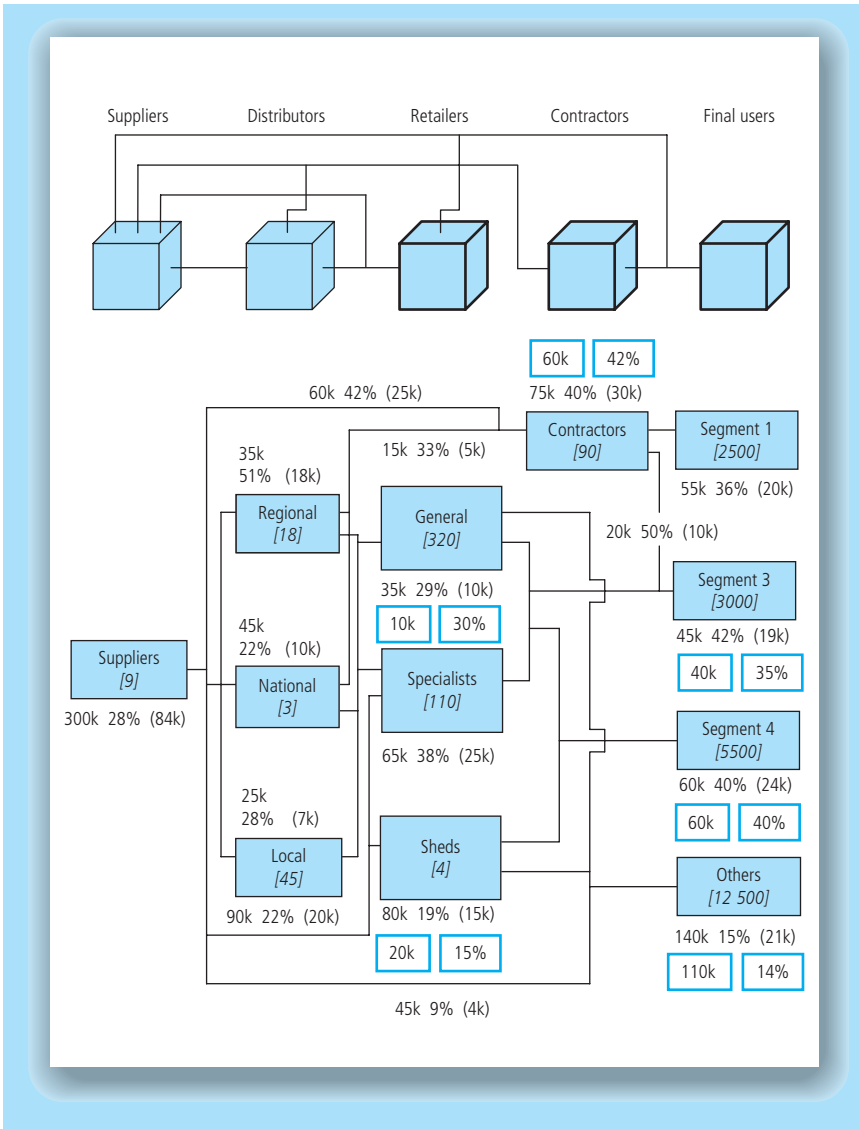 Suppliers Distributors Retailers Contractors Final users
60k 42%
60k 42% (25k)
75k 40% (30k)
Contractors
[90]
Segment 1
[2500]
15k 33% (5k)
35k
51% (18k)
55k 36% (20k)
Regional
[18]
General
[320]
20k 50% (10k)
Segment 3
[3000]
35k 29% (10k)
10k 30%
45k
22% (10k)
45k 42% (19k)
40k 35%
Suppliers
[9]
National
[3]
Specialists
[110]
300k 28% (84k)
Segment 4
[5500]
65k 38% (25k)
60k 40% (24k)
60k 40%
25k
28% (7k)
Local
[45]
Sheds
[4]
Others
[12 500]
90k 22% (20k)
80k 19% (15k)
20k 15%
140k 15% (21k)
110k 14%
45k 9% (4k)